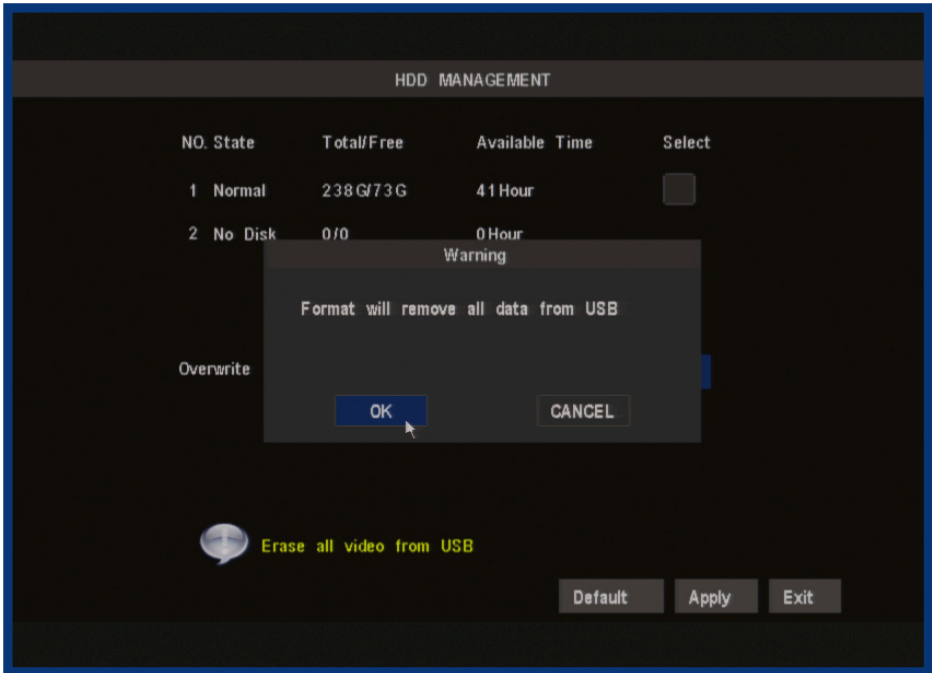 HDD MANAGEMENT
NO. State Total/Free Available Time Select
1 Normal 238G/73G 41Hour
2 No Disk 0/0 0Hour
Warning
Format will remove all data from USB
Overwrite
OK CANCEL
Erase all video from USB
Default Apply Exit